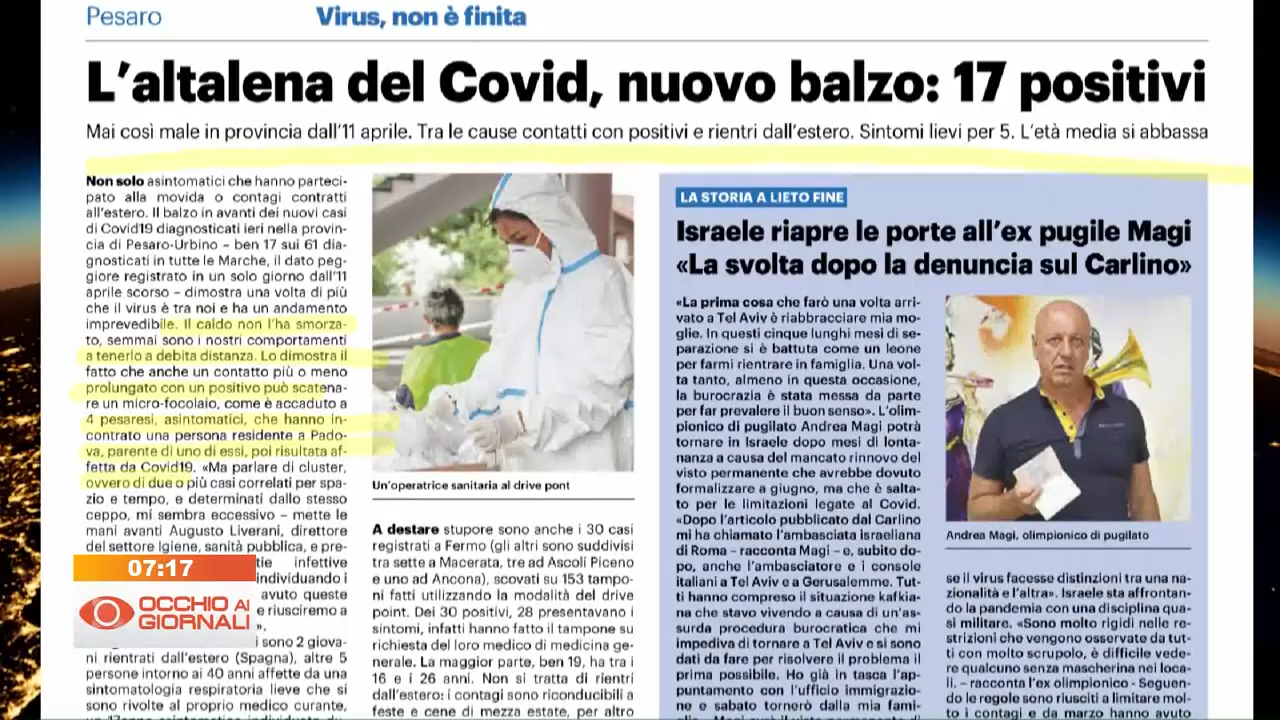 Pesaro
Virus, non è finita
L'altalena del Covid, nuovo balzo: 17 positivi
Mai così male in provincia dall'11 aprile. Tra le cause contatti con positivi e rientri dall'estero. Sintomi lievi per 5. L'età media si abbassa
Non solo asintomatici che hanno parteci-
pato alla movida o contagi contratti
all'estero. Il balzo in avanti dei nuovi casi
di Covid19 diagnosticati ieri nella provin-
cia di Pesaro-Urbino – ben 17 sui 61 dia-
gnosticati in tutte le Marche, il dato peg-
giore registrato in un solo giorno dall'11
aprile scorso – dimostra una volta di più
che il virus è tra noi e ha un andamento
imprevedibile. Il caldo non l'ha smorza-
to, semmai sono i nostri comportamenti
a tenerlo a debita distanza. Lo dimostra il
fatto che anche un contatto più o meno
prolungato con un positivo può scatena-
re un micro-focolaio, come è accaduto a
4 pesaresi, asintomatici, che hanno in-
contrato una persona residente a Pado-
va, parente di uno di essi, poi risultata af-
fetta da Covid19. «Ma parlare di cluster,
ovvero di due o più casi correlati per spa-
zio e tempo, e determinati dallo stesso
ceppo, mi sembra eccessivo – mette le
mani avanti Augusto Liverani, direttore
del settore Igiene, sanità pubblica, e pre-
tie infettive
individuando i
avuto queste
e riusciremo a
».
i sono 2 giova-
ni rientrati dall'estero (Spagna), altre 5
persone intorno ai 40 anni affette da una
sintomatologia respiratoria lieve che si
sono rivolte al proprio medico curante,
07:17
OCCHIO AI
GIORNALI
Un'operatrice sanitaria al drive pont
A destare stupore sono anche i 30 casi
registrati a Fermo (gli altri sono suddivisi
tra sette a Macerata, tre ad Ascoli Piceno
e uno ad Ancona), scovati su 153 tampo-
ni fatti utilizzando la modalità del drive
point. Dei 30 positivi, 28 presentavano i
sintomi, infatti hanno fatto il tampone su
richiesta del loro medico di medicina ge-
nerale. La maggior parte, ben 19, ha tra i
16 e i 26 anni. Non si tratta di rientri
dall'estero: i contagi sono riconducibili a
feste e cene di mezza estate, per altro
LA STORIA A LIETO FINE
Israele riapre le porte all'ex pugile Magi
«La svolta dopo la denuncia sul Carlino»
«La prima cosa che farò una volta arri-
vato a Tel Aviv è riabbracciare mia mo-
glie. In questi cinque lunghi mesi di se-
parazione si è battuta come un leone
per farmi rientrare in famiglia. Una vol-
ta tanto, almeno in questa occasione,
la burocrazia è stata messa da parte
per far prevalere il buon senso». L'olim-
pionico di pugilato Andrea Magi potrà
tornare in Israele dopo mesi di lonta-
nanza a causa del mancato rinnovo del
visto permanente che avrebbe dovuto
formalizzare a giugno, ma che è salta-
to per le limitazioni legate al Covid.
«Dopo l'articolo pubblicato dal Carlino
mi ha chiamato l'ambasciata israeliana
di Roma – racconta Magi – e, subito do-
po, anche l'ambasciatore e i console
italiani a Tel Aviv e a Gerusalemme. Tut-
ti hanno compreso il situazione kafkia-
na che stavo vivendo a causa di un'as-
surda procedura burocratica che mi
impediva di tornare a Tel Aviv e si sono
dati da fare per risolvere il problema il
prima possibile. Ho già in tasca l'ap-
puntamento con l'ufficio immigrazio-
ne e sabato tornerò dalla mia fami-
Andrea Magi, olimpionico di pugilato
se il virus facesse distinzioni tra una na-
zionalità e l'altra». Israele sta affrontan-
do la pandemia con una disciplina qua-
si militare. «Sono molto rigidi nelle re-
strizioni che vengono osservate da tut-
ti con molto scrupolo, è difficile vede-
re qualcuno senza mascherina nei loca-
li. – racconta l'ex olimpionico - Seguen-
do le regole sono riusciti a limitare mol-
to i contagi e da marzo hanno avuto